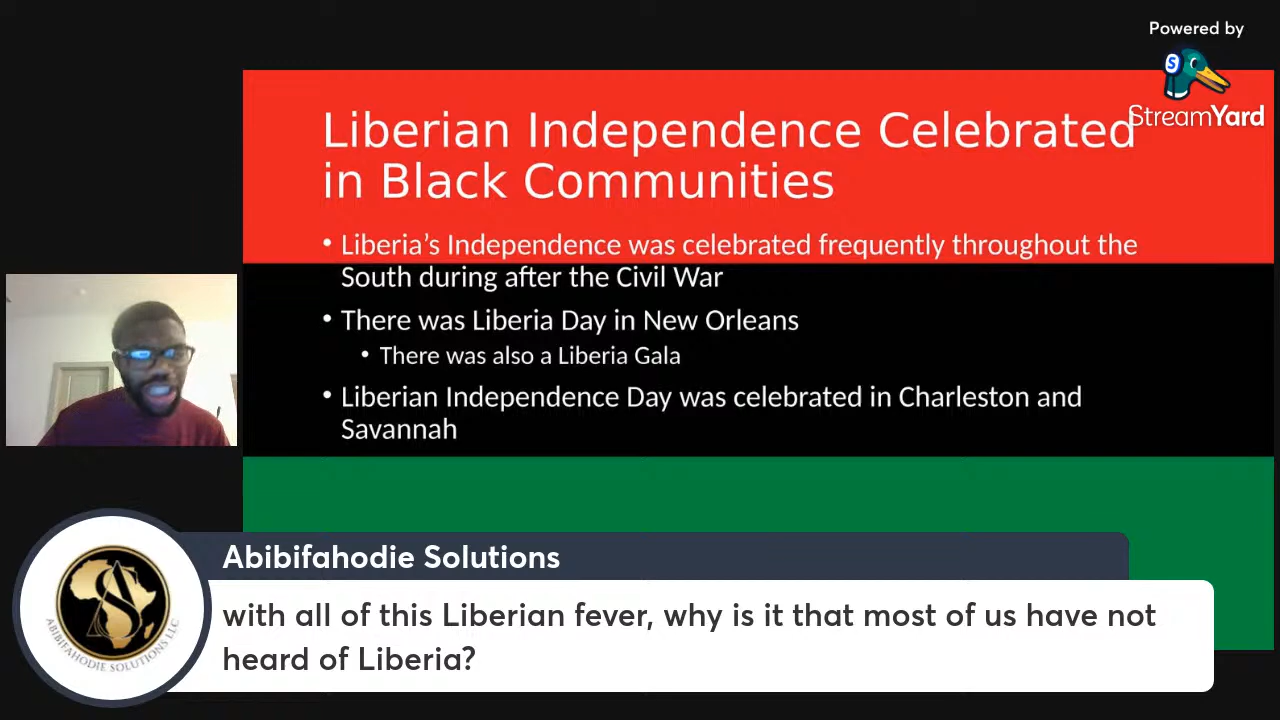 Powered by
StreamYard
Liberian Independence Celebrated
in Black Communities
• Liberia’s Independence was celebrated frequently throughout the
South during after the Civil War
• There was Liberia Day in New Orleans
• There was also a Liberia Gala
• Liberian Independence Day was celebrated in Charleston and
Savannah
Abibifahodie Solutions
with all of this Liberian fever, why is it that most of us have not
heard of Liberia?
ABIBIFAHODIE SOLUTIONS LLC